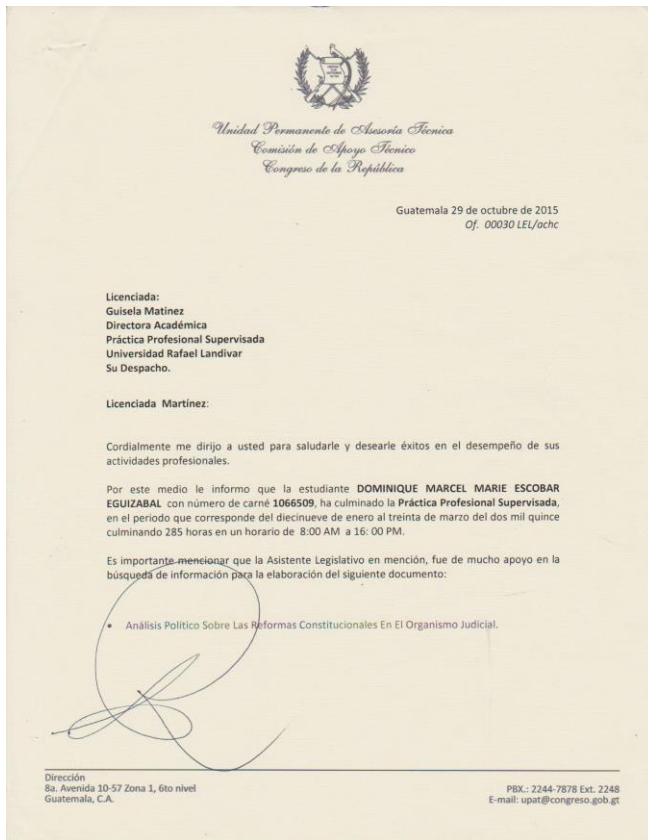 Unidad Permanente de Asesoría Técnica
Comisión de Apoyo Técnico
Congreso de la República
Guatemala 29 de octubre de 2015
Of. 00030 LEL/achc
Licenciada:
Guisela Matinez
Directora Académica
Práctica Profesional Supervisada
Universidad Rafael Landivar
Su Despacho.
Licenciada Martínez:
Cordialmente me dirijo a usted para saludarle y desearle éxitos en el desempeño de sus
actividades profesionales.
Por este medio le informo que la estudiante DOMINIQUE MARCEL MARIE ESCOBAR
EGUIZABAL con número de carné 1066509, ha culminado la Práctica Profesional Supervisada,
en el periodo que corresponde del diecinueve de enero al treinta de marzo del dos mil quince
culminando 285 horas en un horario de 8:00 AM a 16: 00 PM.
Es importante mencionar que la Asistente Legislativo en mención, fue de mucho apoyo en la
búsqueda de información para la elaboración del siguiente documento:
• Análisis Político Sobre Las Reformas Constitucionales En El Organismo Judicial.
Dirección
8a. Avenida 10-57 Zona 1, 6to nivel
Guatemala, C.A.
PBX.: 2244-7878 Ext. 2248
E-mail: upat@congreso.gob.gt